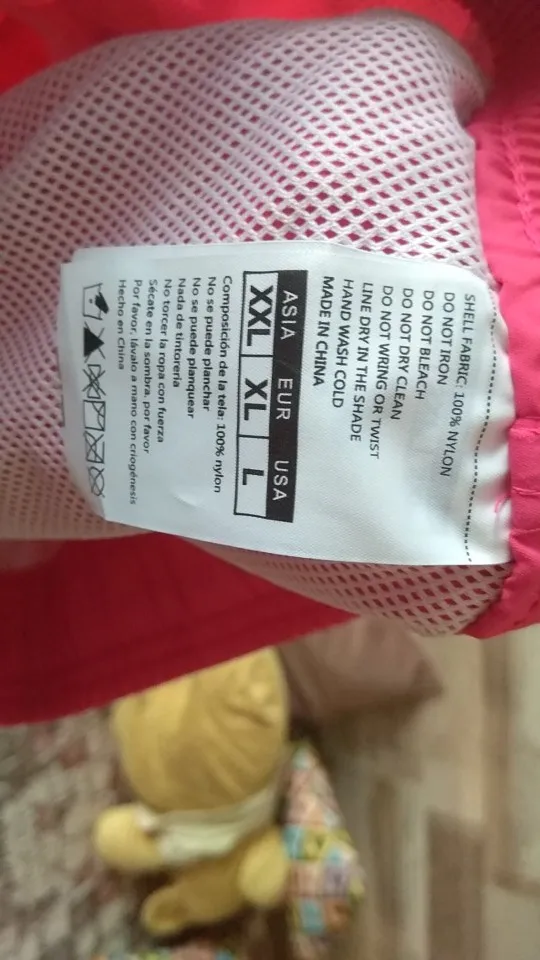 SHELL FABRIC: 100% NYLON
DO NOT IRON
DO NOT BLEACH
DO NOT DRY CLEAN
DO NOT WRING OR TWIST
LINE DRY IN THE SHADE
HAND WASH COLD
MADE IN CHINA
ASIA EUR USA
XXL XL L
Composición de la tela: 100% nylon
No se puede planchar
No se puede planquear
Nada de tintorería
No torcer la ropa con fuerza
Sécate en la sombra, por favor
Por favor, lávalo a mano con criogénesis
Hecho en China